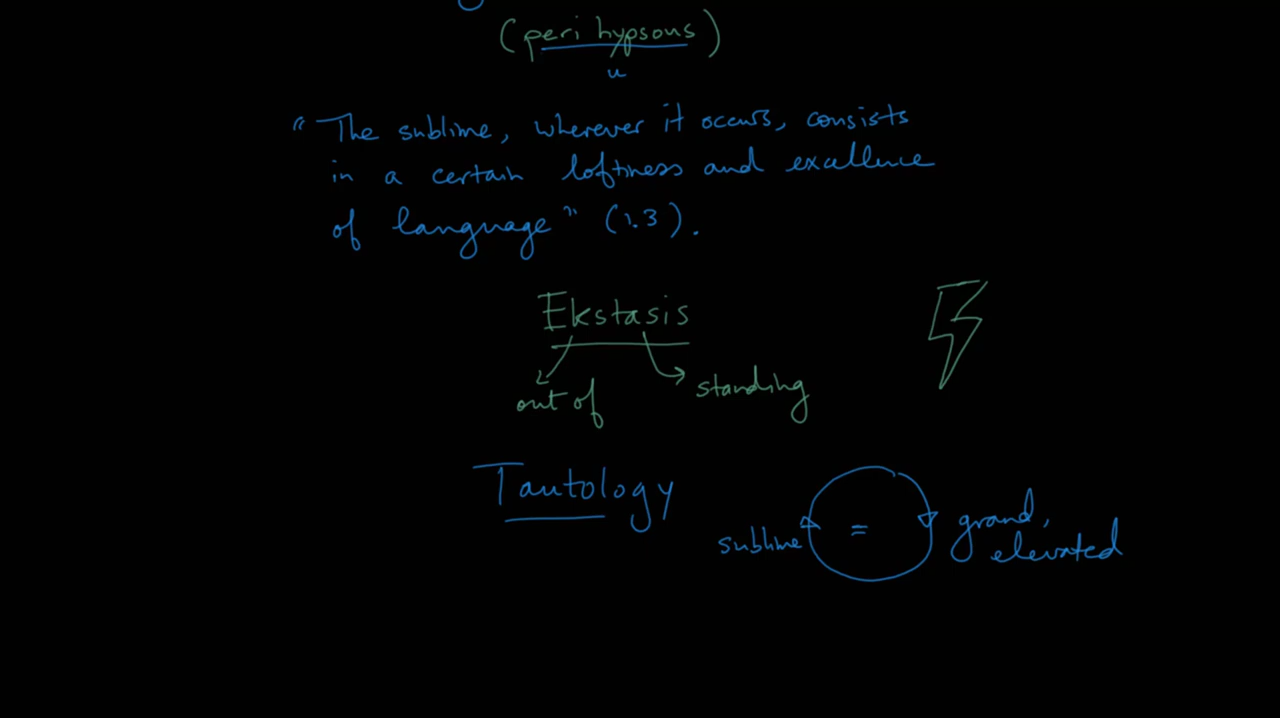 (peri hypsous)
u
"The sublime, wherever it occurs, consists
in a certain loftiness and excellence
of language" (1.3).
Ekstasis
out of standing
Tautology
sublime = grand,
elevated